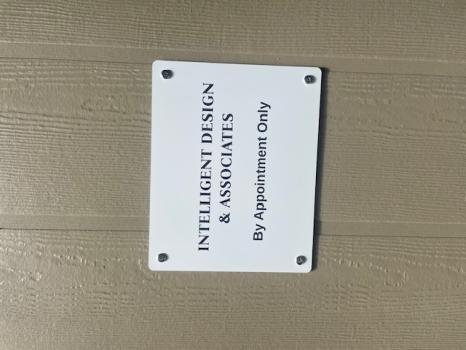 INTELLIGENT DESIGN
& ASSOCIATES
By Appointment Only